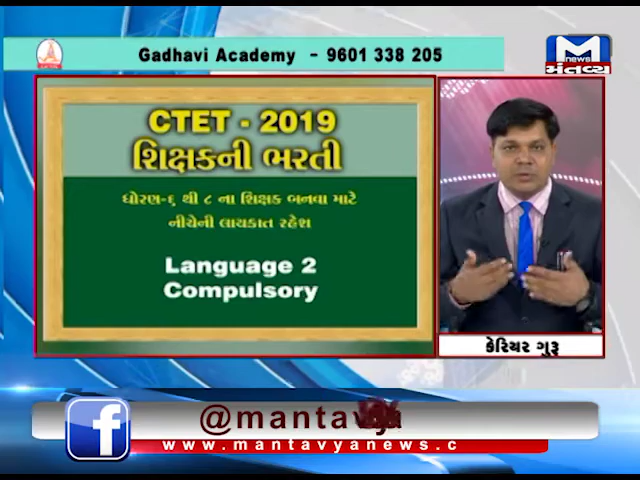 Gadhavi Academy - 9601 338 205
M
news
મંતવ્ય
CTET - 2019
શિક્ષકની ભરતી
ધોરણ-૬ થી ૮ ના શિક્ષક બનવા માટે
નીચેની લાયકાત રહેશ
Language 2
Compulsory
કેરિયર ગુરૂ
f
www.mantavyanews.c